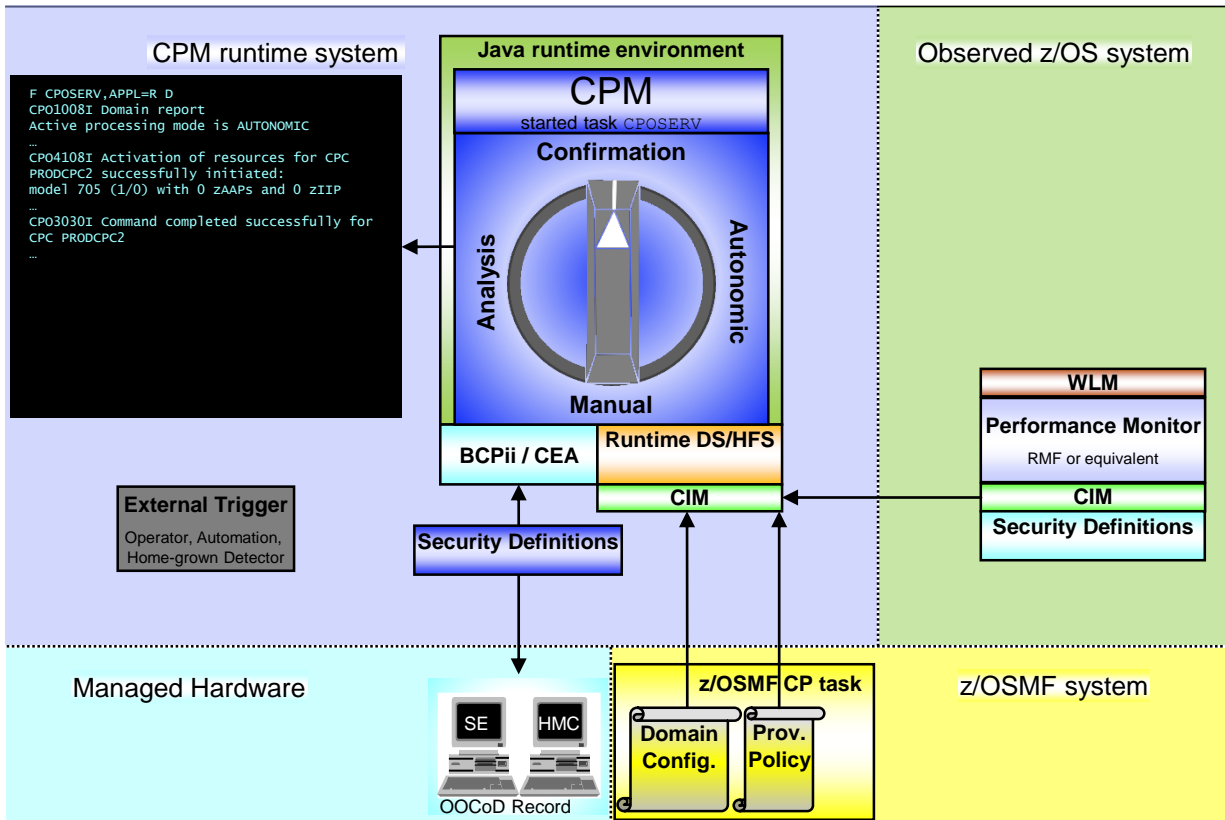 CPM runtime system
F CPOSERV,APPL=R D
CPO1008I Domain report
Active processing mode is AUTONOMIC
…
CPO4108I Activation of resources for CPC
PRODCPC2 successfully initiated:
model 705 (1/0) with 0 zAAPs and 0 zIIP
…
CPO3030I Command completed successfully for
CPC PRODCPC2
…
Java runtime environment
CPM
started task CPOSERV
Confirmation
Analysis
Autonomic
Manual
BCPii / CEA
Runtime DS/HFS
CIM
External Trigger
Operator, Automation,
Home-grown Detector
Security Definitions
Observed z/OS system
WLM
Performance Monitor
RMF or equivalent
CIM
Security Definitions
Managed Hardware
SE
HMC
OOCoD Record
z/OSMF CP task
Domain
Config.
Prov.
Policy
z/OSMF system